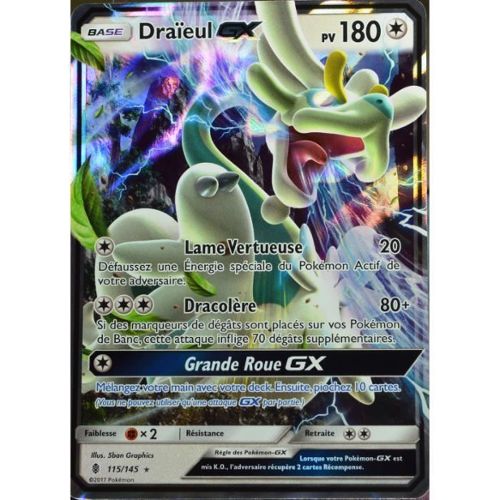 BASE Draïeul GX PV 180
Lame Vertueuse 20
Défaussez une Énergie spéciale du Pokémon Actif de
votre adversaire.
Dracolère 80+
Si des marqueurs de dégâts sont placés sur vos Pokémon
de Banc, cette attaque inflige 70 dégâts supplémentaires.
Grande Roue GX
Mélangez votre main avec votre deck. Ensuite, piochez 10 cartes.
(Vous ne pouvez utiliser qu'une attaque GX par partie.)
Faiblesse × 2 Résistance Retraite
Illus. 5ban Graphics
Règle des Pokémon-GX
Lorsque votre Pokémon-GX est
mis K.O., l'adversaire récupère 2 cartes Récompense.
115/145 ★
©2017 Pokémon